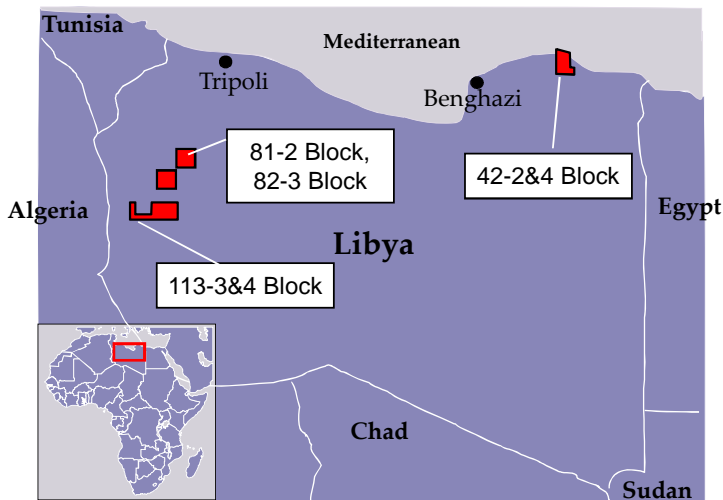 Tunisia
Mediterranean
Tripoli
Benghazi
81-2 Block,
82-3 Block
42-2&4 Block
Algeria
Egypt
Libya
113-3&4 Block
Chad
Sudan